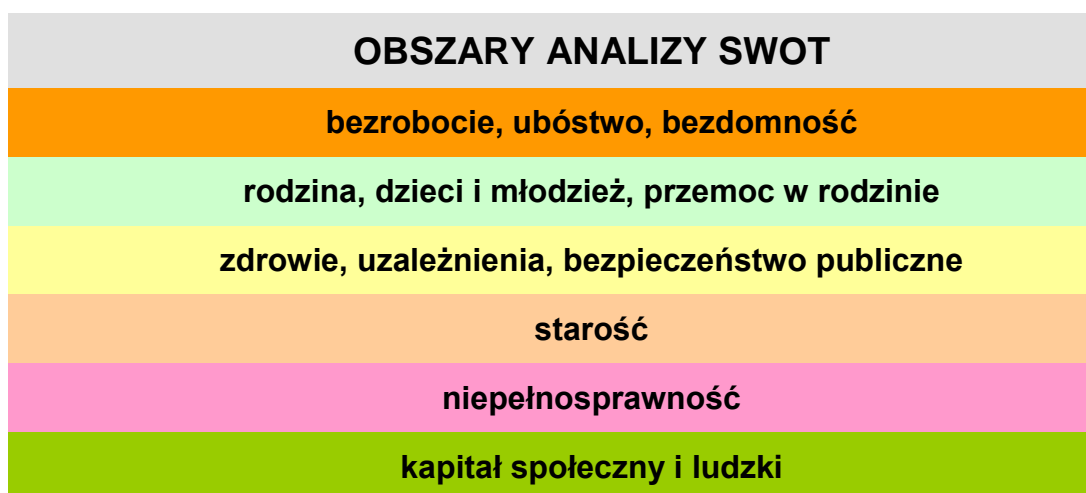 OBSZARY ANALIZY SWOT
bezrobocie, ubóstwo, bezdomność
rodzina, dzieci i młodzież, przemoc w rodzinie
zdrowie, uzależnienia, bezpieczeństwo publiczne
starość
niepełnosprawność
kapitał społeczny i ludzki